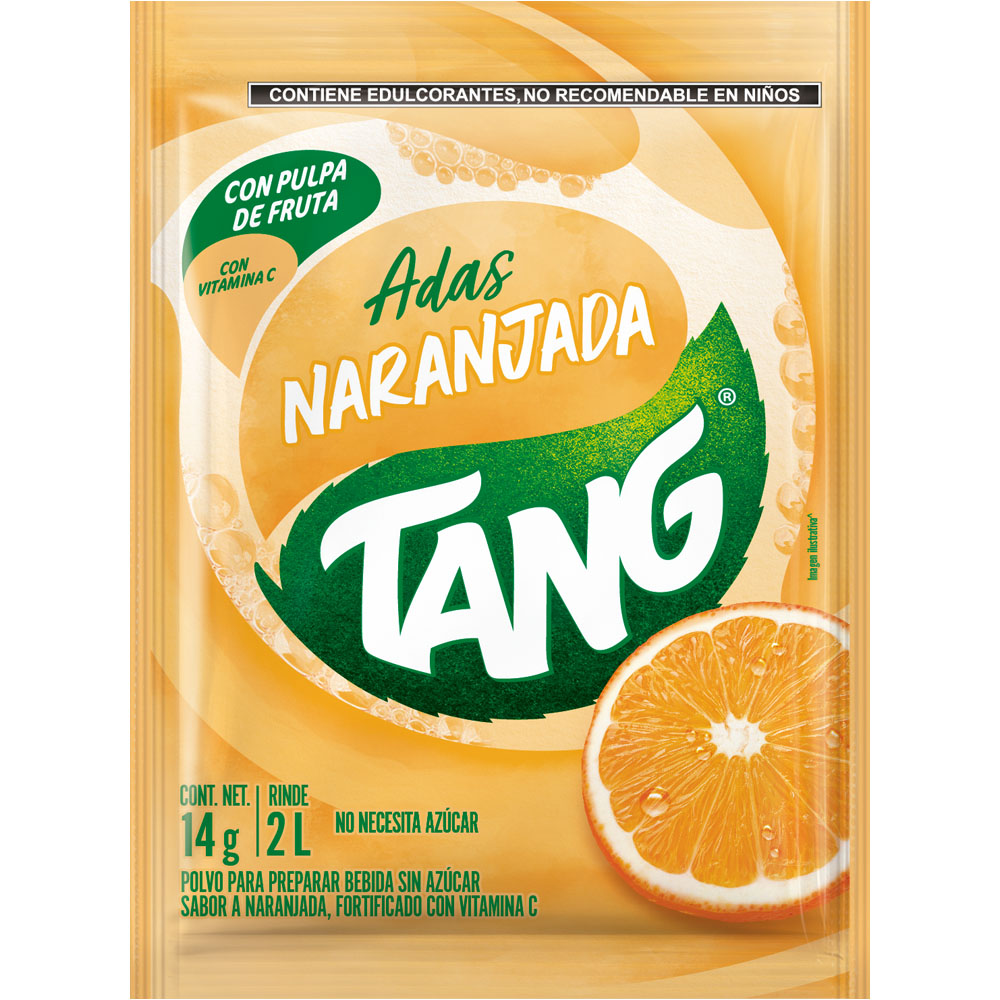 CONTIENE EDULCORANTES, NO RECOMENDABLE EN NIÑOS
CON PULPA
DE FRUTA
CON
VITAMINA C
Adas
NARANJADA
TANG®
Imagen ilustrativa^
CONT. NET.
14 g
RINDE
2 L
NO NECESITA AZÚCAR
POLVO PARA PREPARAR BEBIDA SIN AZÚCAR
SABOR A NARANJADA, FORTIFICADO CON VITAMINA C